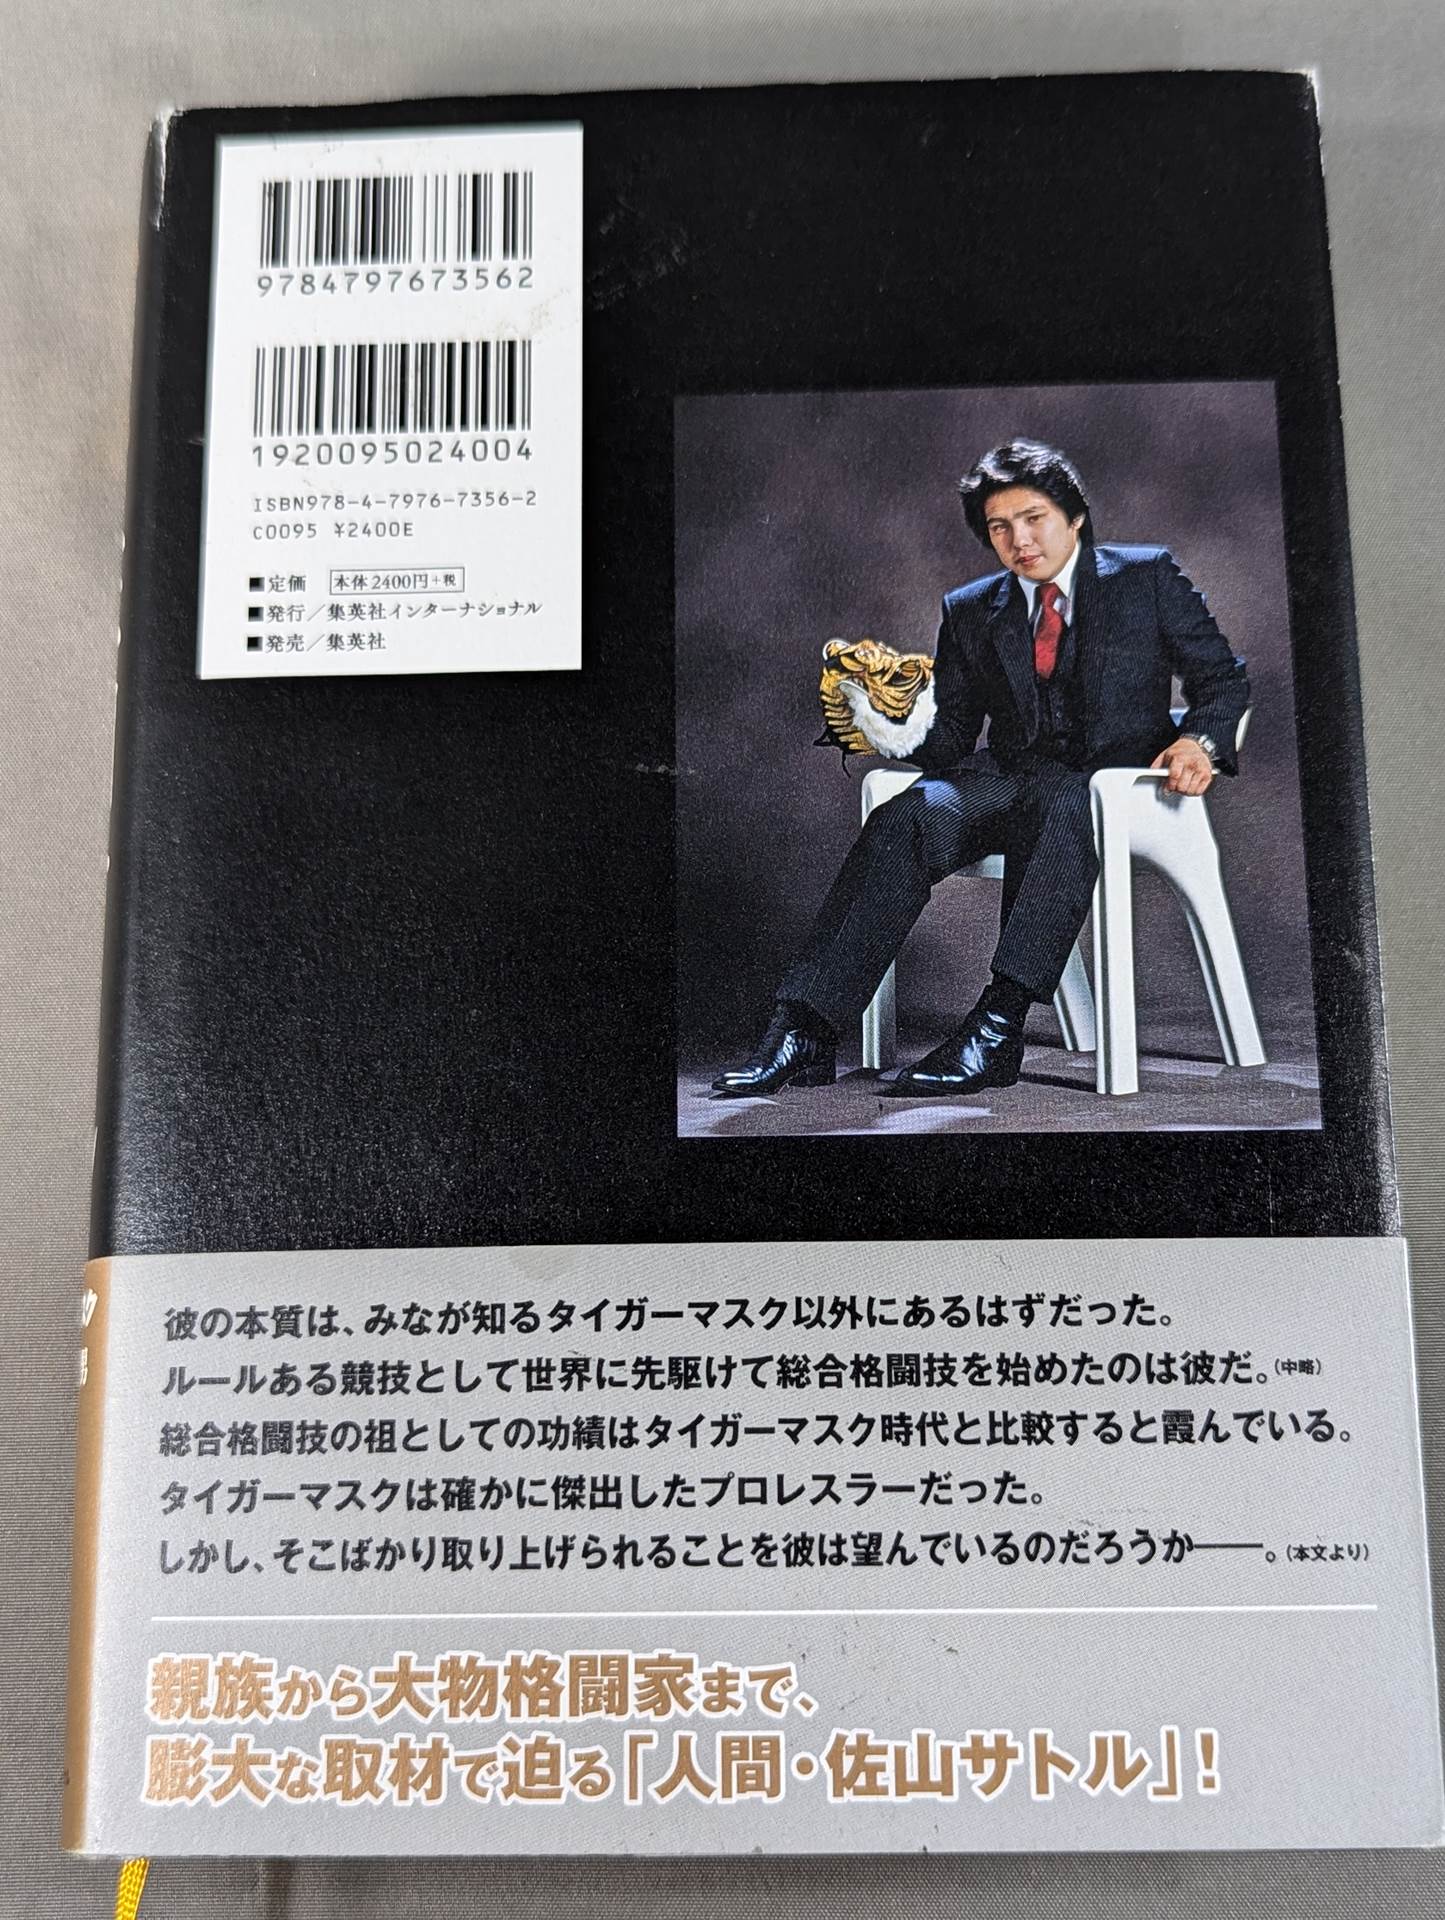 9784797673562
1920095024004
ISBN978-4-7976-7356-2
C0095 ¥2400E
■定価 本体2400円+税
■発行／集英社インターナショナル
■発売／集英社
彼の本質は、みなが知るタイガーマスク以外にあるはずだった。
ルールある競技として世界に先駆けて総合格闘技を始めたのは彼だ。(中略)
総合格闘技の祖としての功績はタイガーマスク時代と比較すると霞んでいる。
タイガーマスクは確かに傑出したプロレスラーだった。
しかし、そこばかり取り上げられることを彼は望んでいるのだろうか――。(本文より)
親族から大物格闘家まで、
膨大な取材で迫る「人間・佐山サトル」!